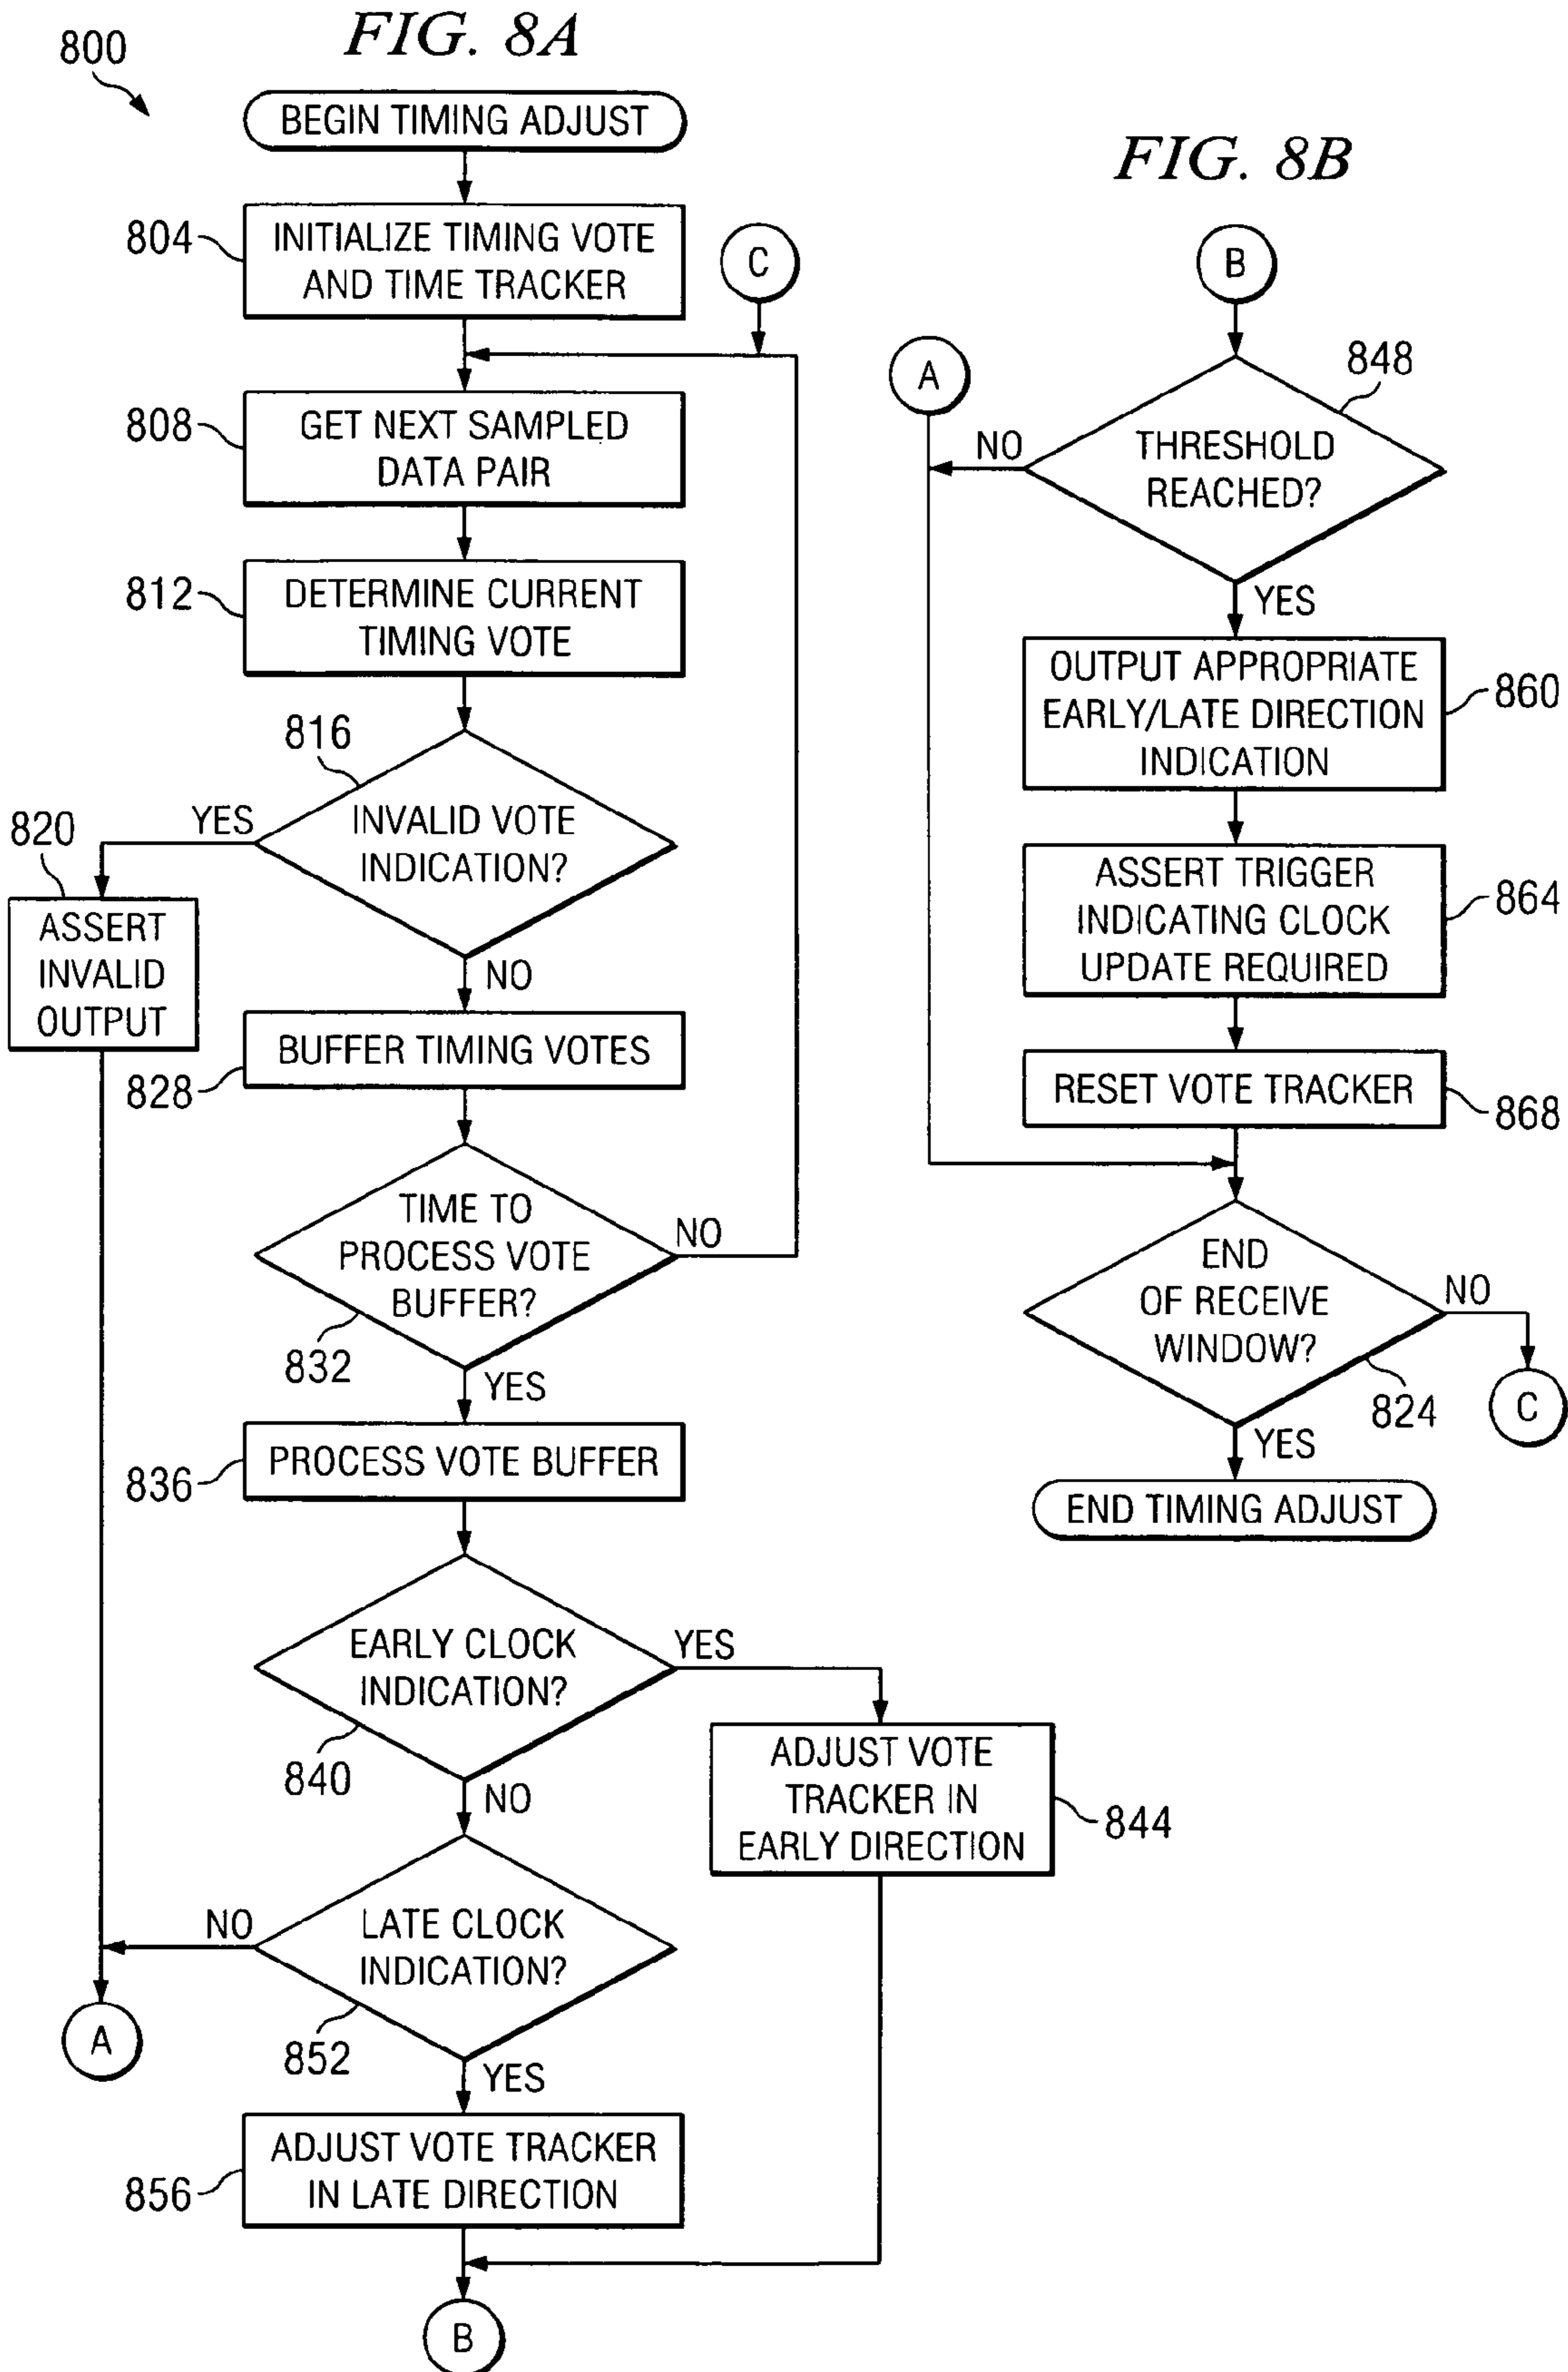 FIG. 8A
800
BEGIN TIMING ADJUST
804
INITIALIZE TIMING VOTE
AND TIME TRACKER
C
808
GET NEXT SAMPLED
DATA PAIR
812
DETERMINE CURRENT
TIMING VOTE
816
INVALID VOTE
INDICATION?
YES
820
ASSERT
INVALID
OUTPUT
NO
BUFFER TIMING VOTES
828
TIME TO
PROCESS VOTE
BUFFER?
NO
832
YES
PROCESS VOTE BUFFER
836
EARLY CLOCK
INDICATION?
YES
840
NO
ADJUST VOTE
TRACKER IN
EARLY DIRECTION
844
LATE CLOCK
INDICATION?
NO
A
852
YES
ADJUST VOTE TRACKER
IN LATE DIRECTION
856
B
FIG. 8B
B
A
848
THRESHOLD
REACHED?
NO
YES
OUTPUT APPROPRIATE
EARLY/LATE DIRECTION
INDICATION
860
ASSERT TRIGGER
INDICATING CLOCK
UPDATE REQUIRED
864
RESET VOTE TRACKER
868
END
OF RECEIVE
WINDOW?
NO
824
C
YES
END TIMING ADJUST